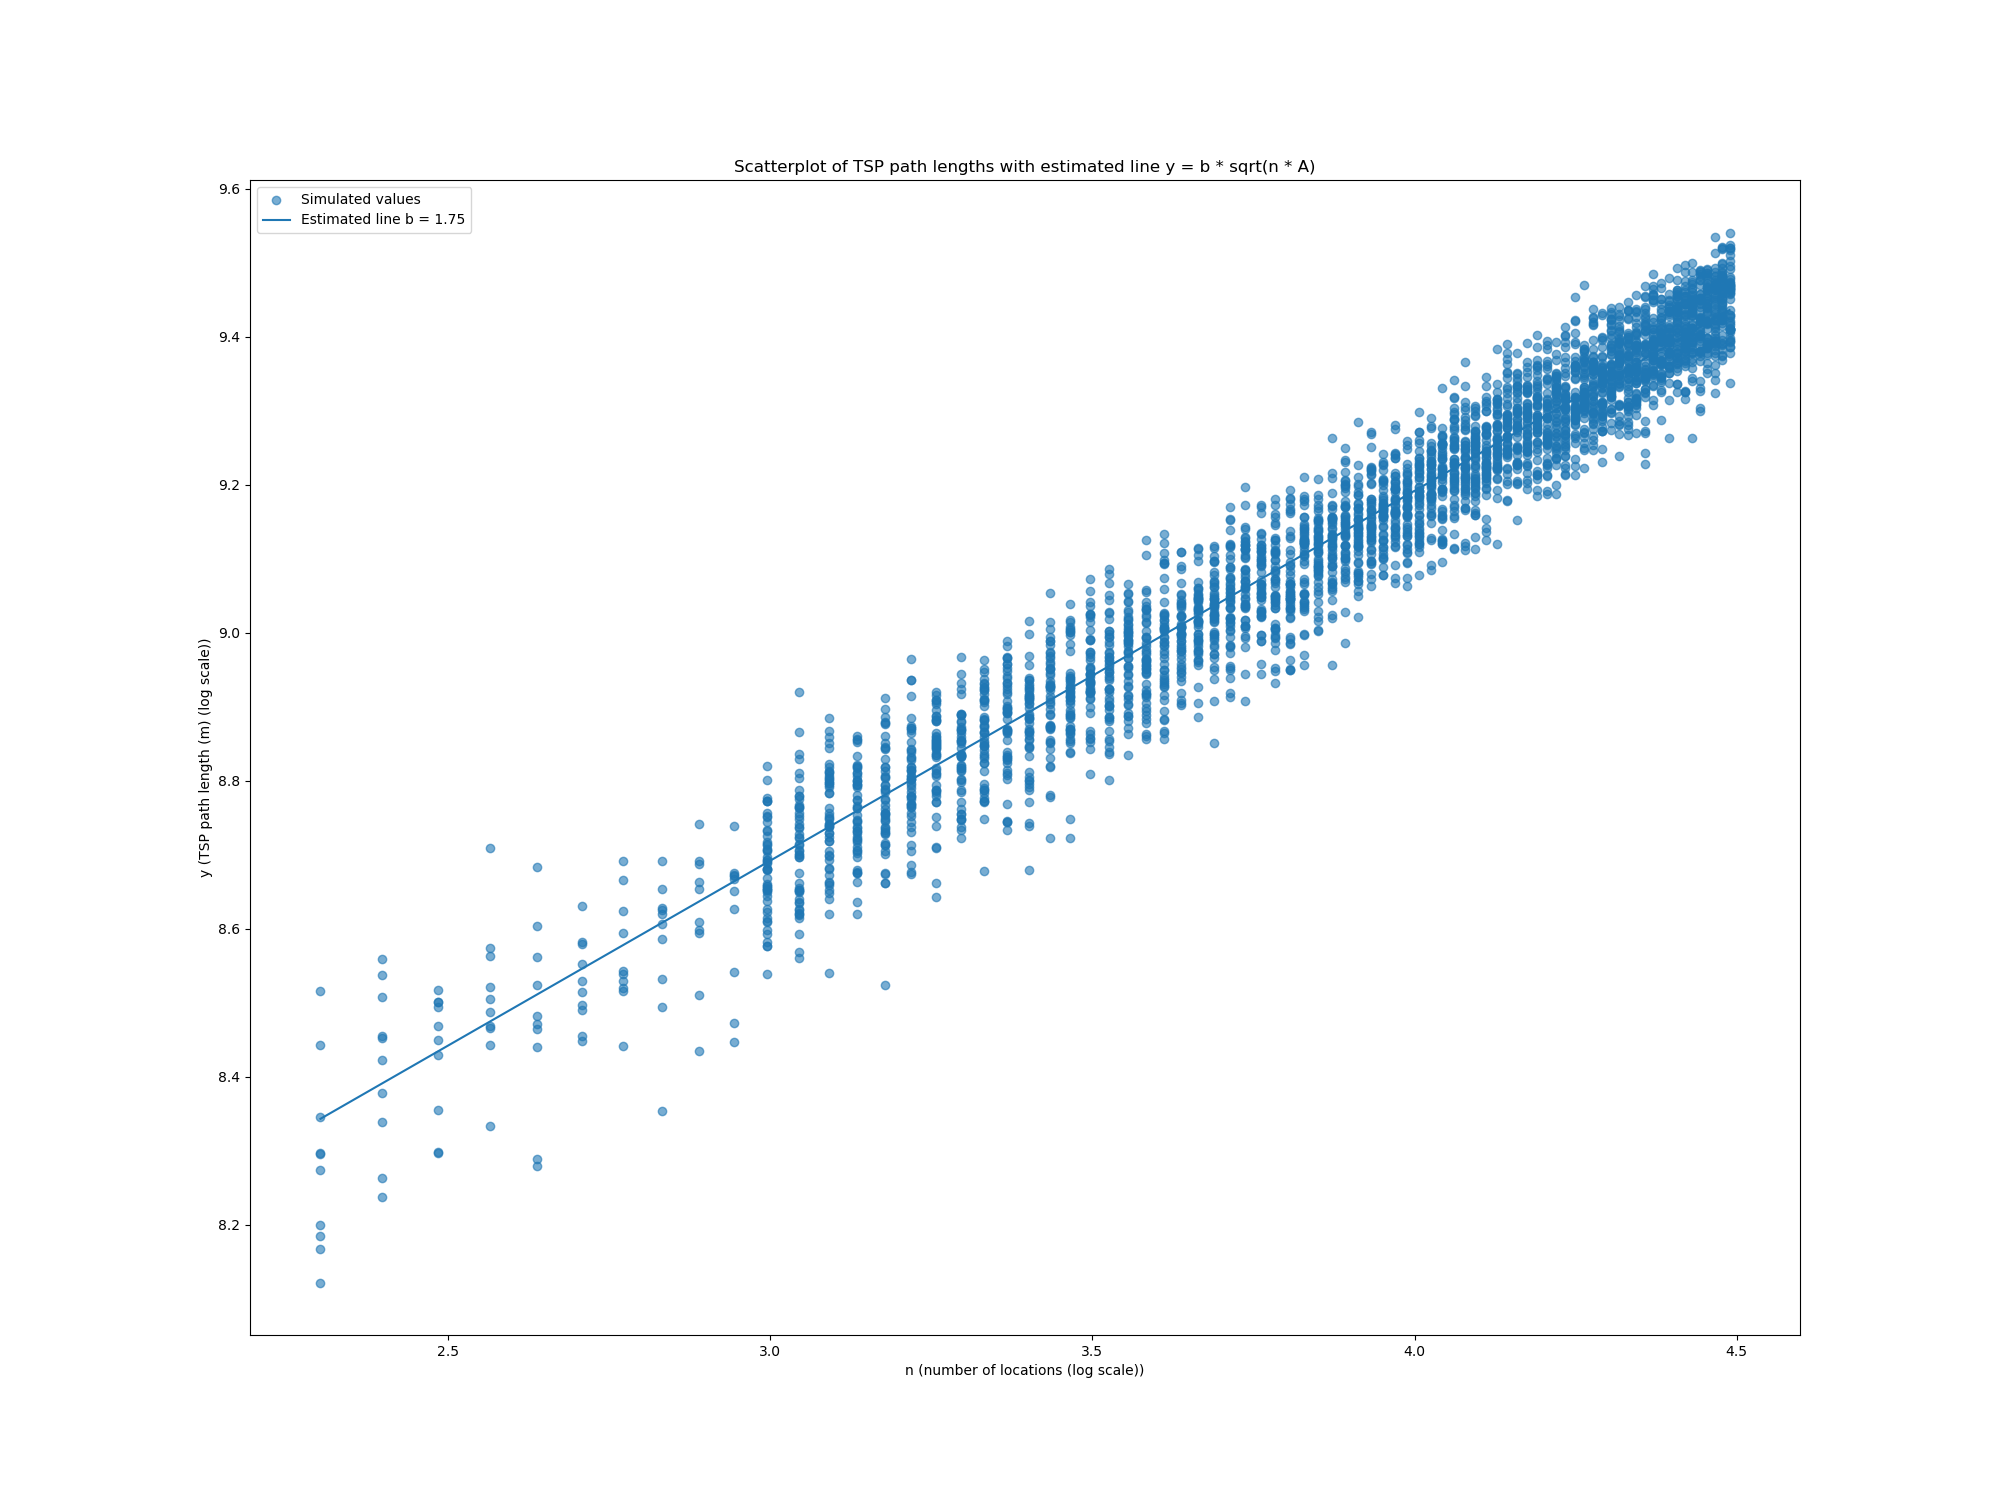 Scatterplot of TSP path lengths with estimated line y = b * sqrt(n * A)
Simulated values
Estimated line b = 1.75
9.6
9.4
9.2
9.0
8.8
8.6
8.4
8.2
y (TSP path length (m) (log scale))
2.5
3.0
3.5
4.0
4.5
n (number of locations (log scale))